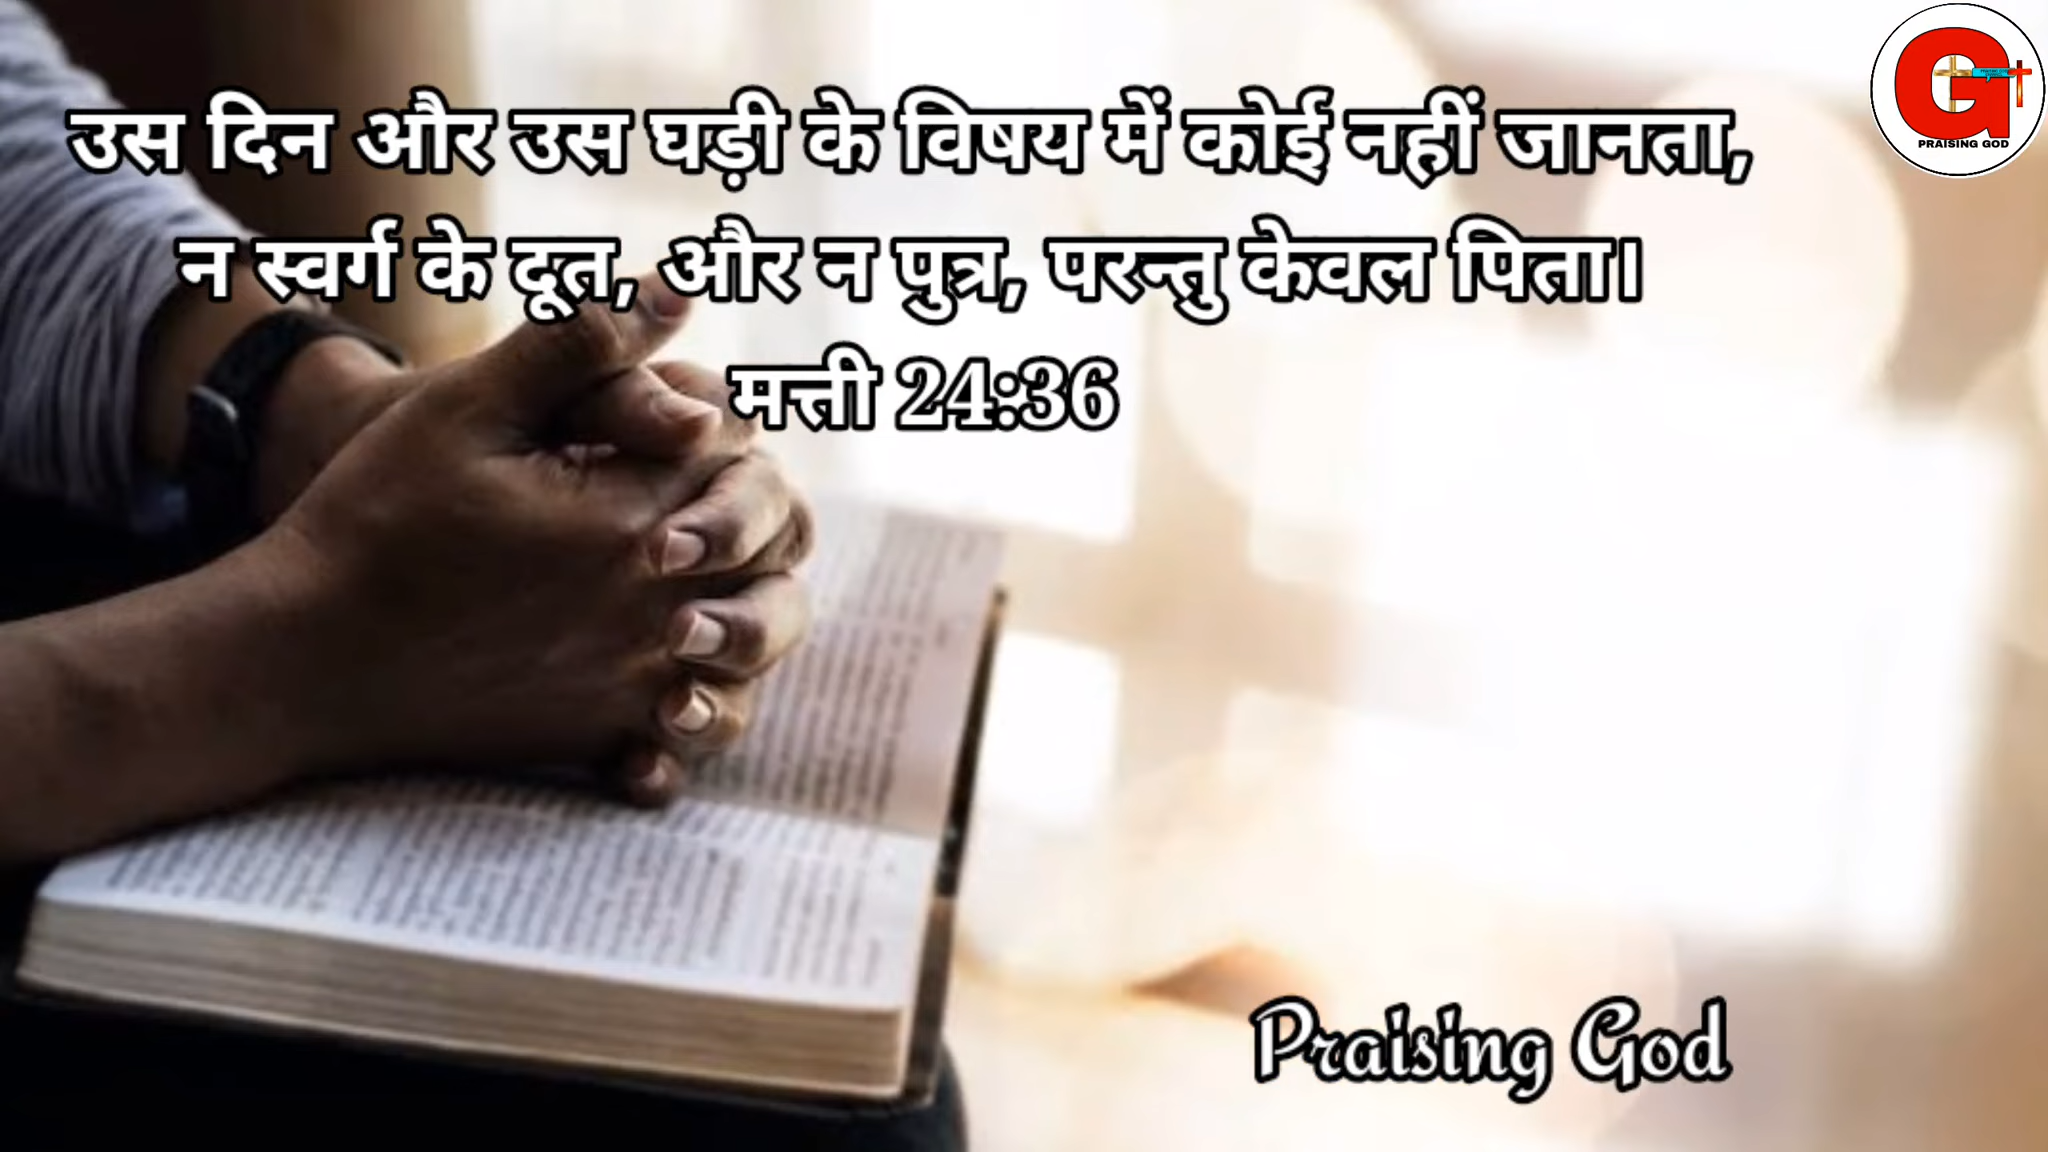 उस दिन और उस घड़ी के विषय में कोई नहीं जानता,
न स्वर्ग के दूत, और न पुत्र, परन्तु केवल पिता।
मत्ती 24:36
PRAISING GOD
Praising God